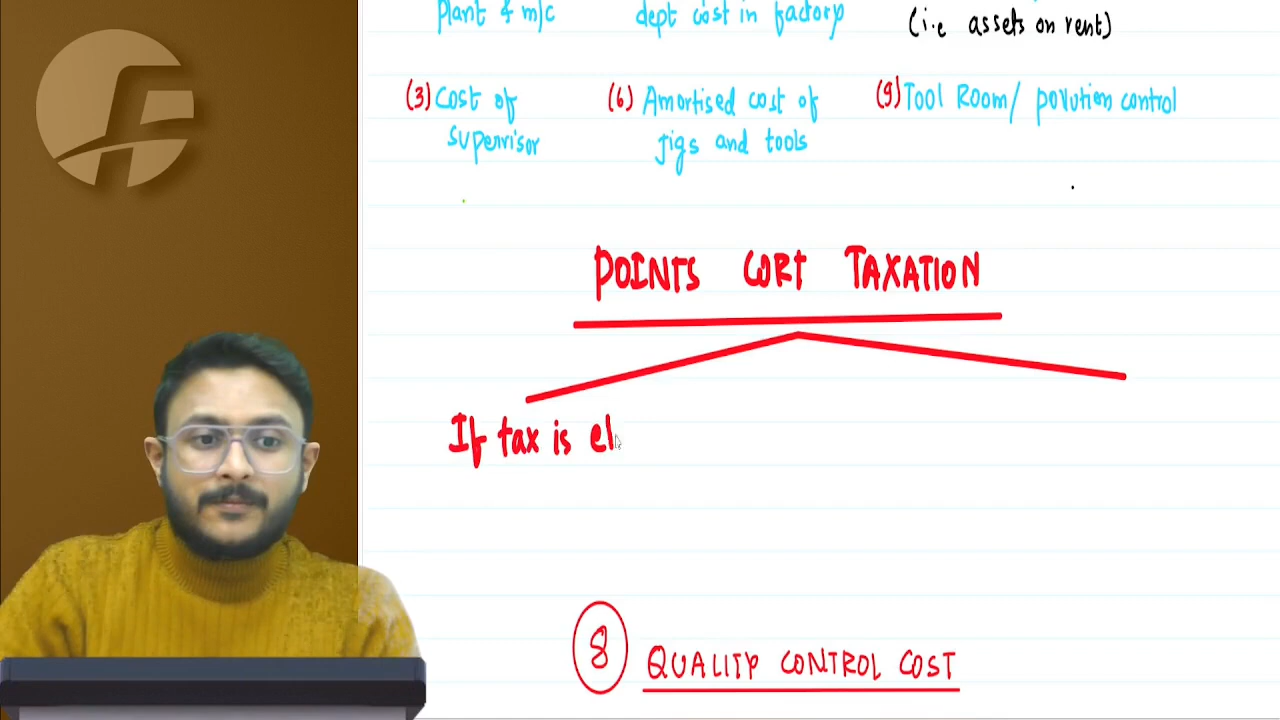 plant & m/c dept cost in factory (i.e assets on rent)
(3) Cost of supervisor
(6) Amortised cost of jigs and tools
(9) Tool Room/ pollution control
POINTS WRT TAXATION
If tax is el
8 QUALITY CONTROL COST